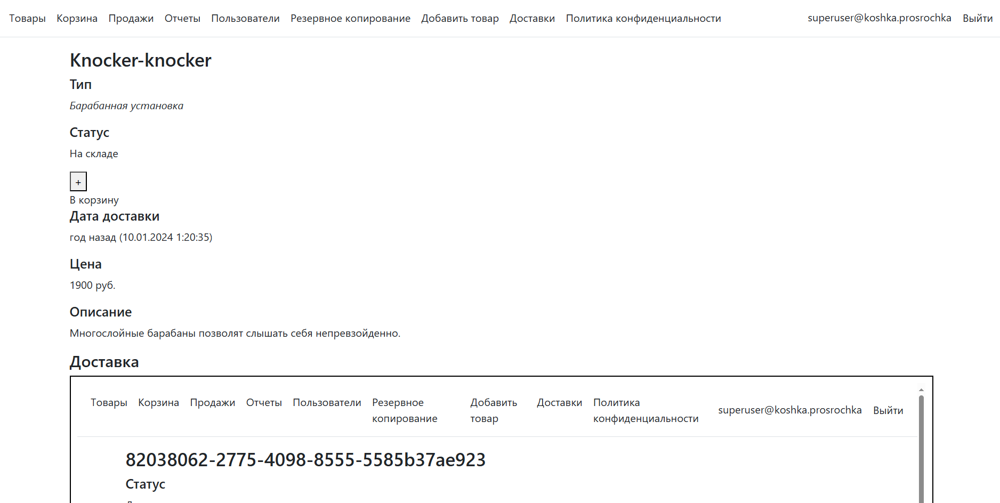 Товары Корзина Продажи Отчеты Пользователи Резервное копирование Добавить товар Доставки Политика конфиденциальности superuser@koshka.prosrochka Выйти
Knocker-knocker
Тип
Барабанная установка
Статус
На складе
+
В корзину
Дата доставки
год назад (10.01.2024 1:20:35)
Цена
1900 руб.
Описание
Многослойные барабаны позволят слышать себя непревзойденно.
Доставка
Товары Корзина Продажи Отчеты Пользователи Резервное Добавить Доставки Политика superuser@koshka.prosrochka Выйти
копирование товар конфиденциальности
82038062-2775-4098-8555-5585b37ae923
Статус